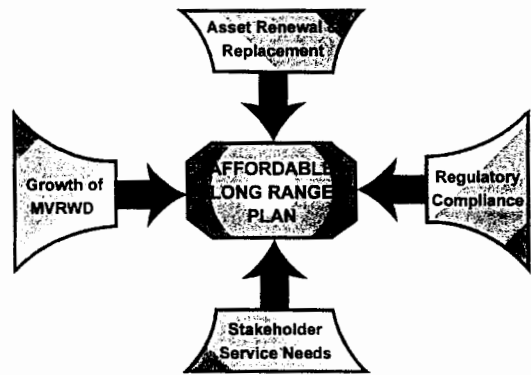 Asset Renewal &
Replacement
Growth of
MVRWD
AFFORDABLE
LONG RANGE
PLAN
Regulatory
Compliance
Stakeholder
Service Needs